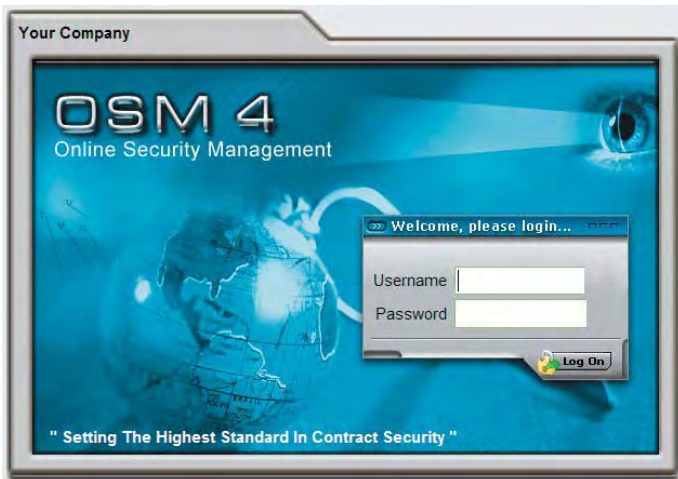 Your Company
OSM 4
Online Security Management
Welcome, please login...
Username
Password
Log On
" Setting The Highest Standard In Contract Security "